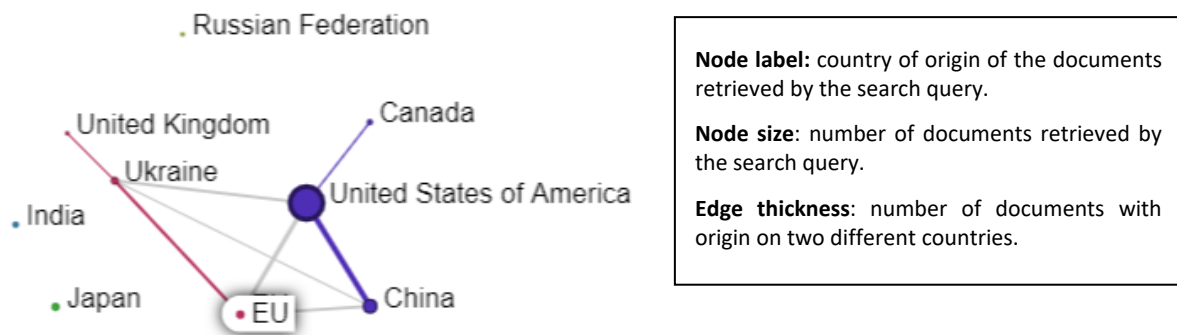 Russian Federation
Canada
United Kingdom
Ukraine
United States of America
India
Japan
EU
China
Node label: country of origin of the documents
retrieved by the search query.
Node size: number of documents retrieved by
the search query.
Edge thickness: number of documents with
origin on two different countries.